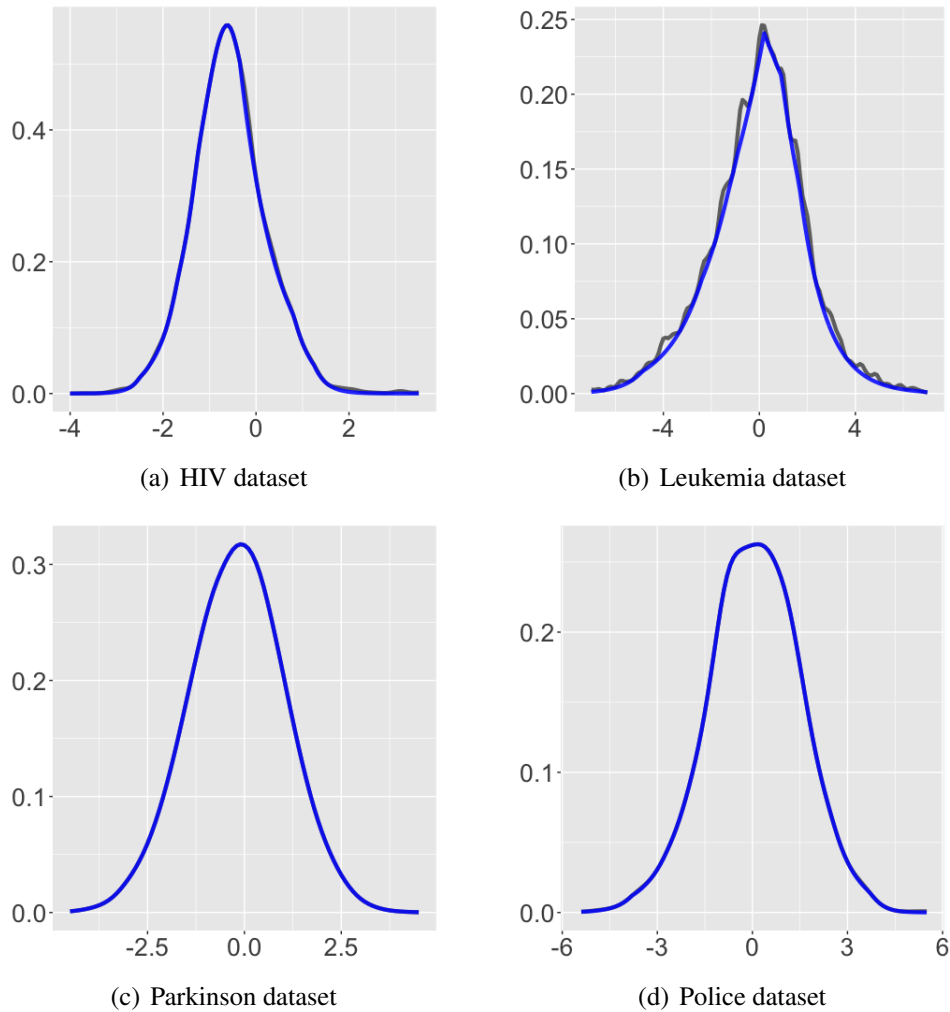 0.4
0.2
0.0
-4 -2 0 2
(a) HIV dataset
0.25
0.20
0.15
0.10
0.05
0.00
-4 0 4
(b) Leukemia dataset
0.3
0.2
0.1
0.0
-2.5 0.0 2.5
(c) Parkinson dataset
0.2
0.1
0.0
-6 -3 0 3 6
(d) Police dataset